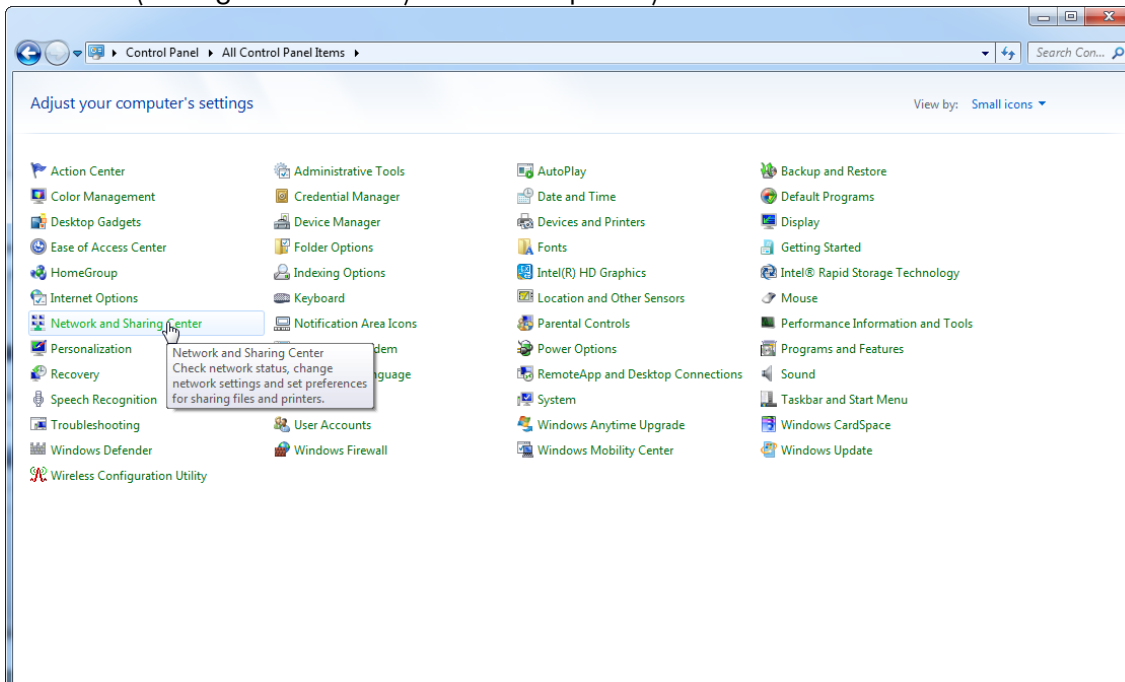 Control Panel ▸ All Control Panel Items ▸
Search Con...
Adjust your computer's settings
View by: Small icons
Action Center
Administrative Tools
AutoPlay
Backup and Restore
Color Management
Credential Manager
Date and Time
Default Programs
Desktop Gadgets
Device Manager
Devices and Printers
Display
Ease of Access Center
Folder Options
Fonts
Getting Started
HomeGroup
Indexing Options
Intel(R) HD Graphics
Intel® Rapid Storage Technology
Internet Options
Keyboard
Location and Other Sensors
Mouse
Network and Sharing Center
Notification Area Icons
Parental Controls
Performance Information and Tools
Personalization
dem
Power Options
Programs and Features
Network and Sharing Center
Check network status, change
network settings and set preferences
for sharing files and printers.
Recovery
guage
RemoteApp and Desktop Connections
Sound
Speech Recognition
System
Taskbar and Start Menu
Troubleshooting
User Accounts
Windows Anytime Upgrade
Windows CardSpace
Windows Defender
Windows Firewall
Windows Mobility Center
Windows Update
Wireless Configuration Utility